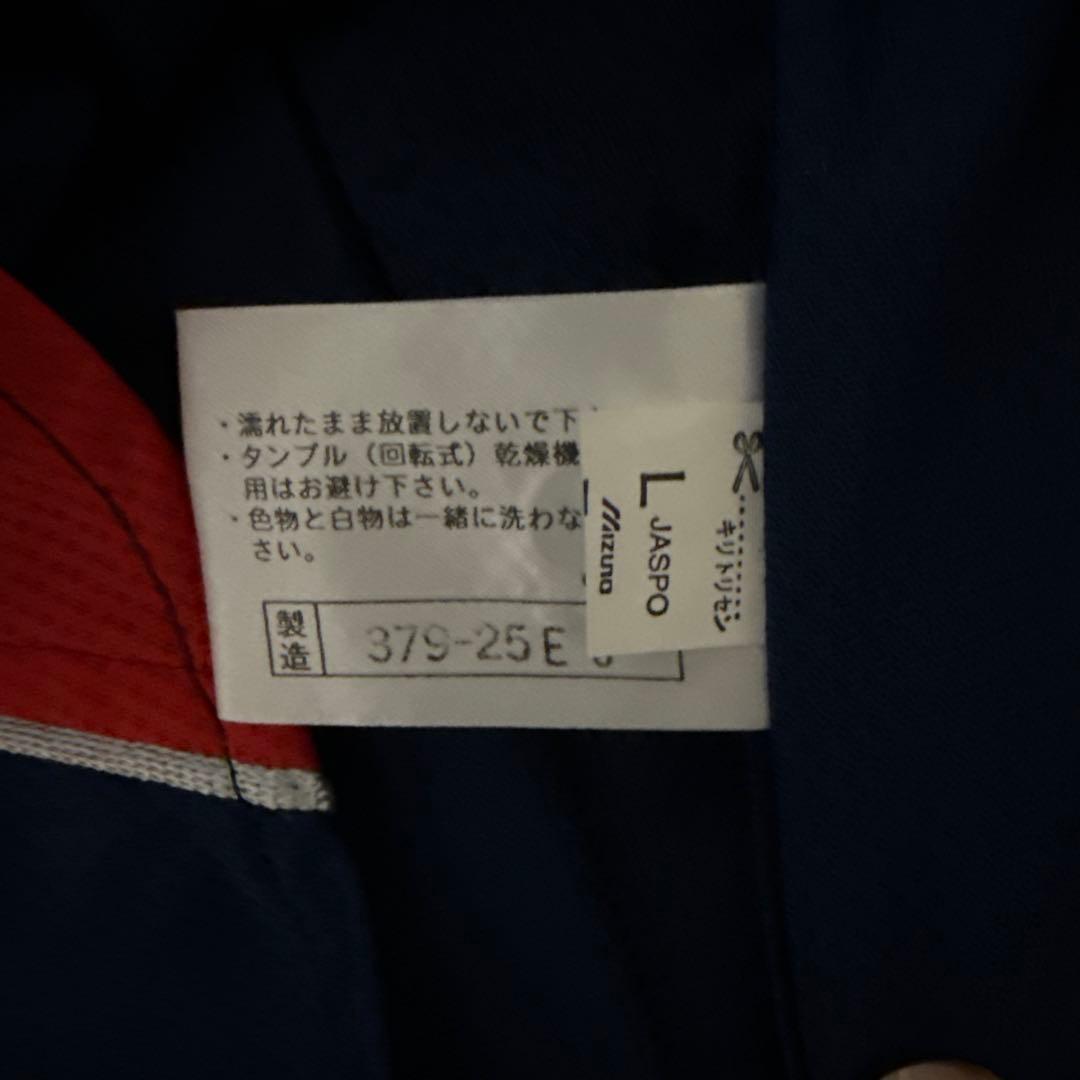 ・濡れたまま放置しないで下
・タンブル（回転式）乾燥機
用はお避け下さい。
・色物と白物は一緒に洗わな
さい。
製造
379-25E
L
JASPO
Mizuno
キリトリセン